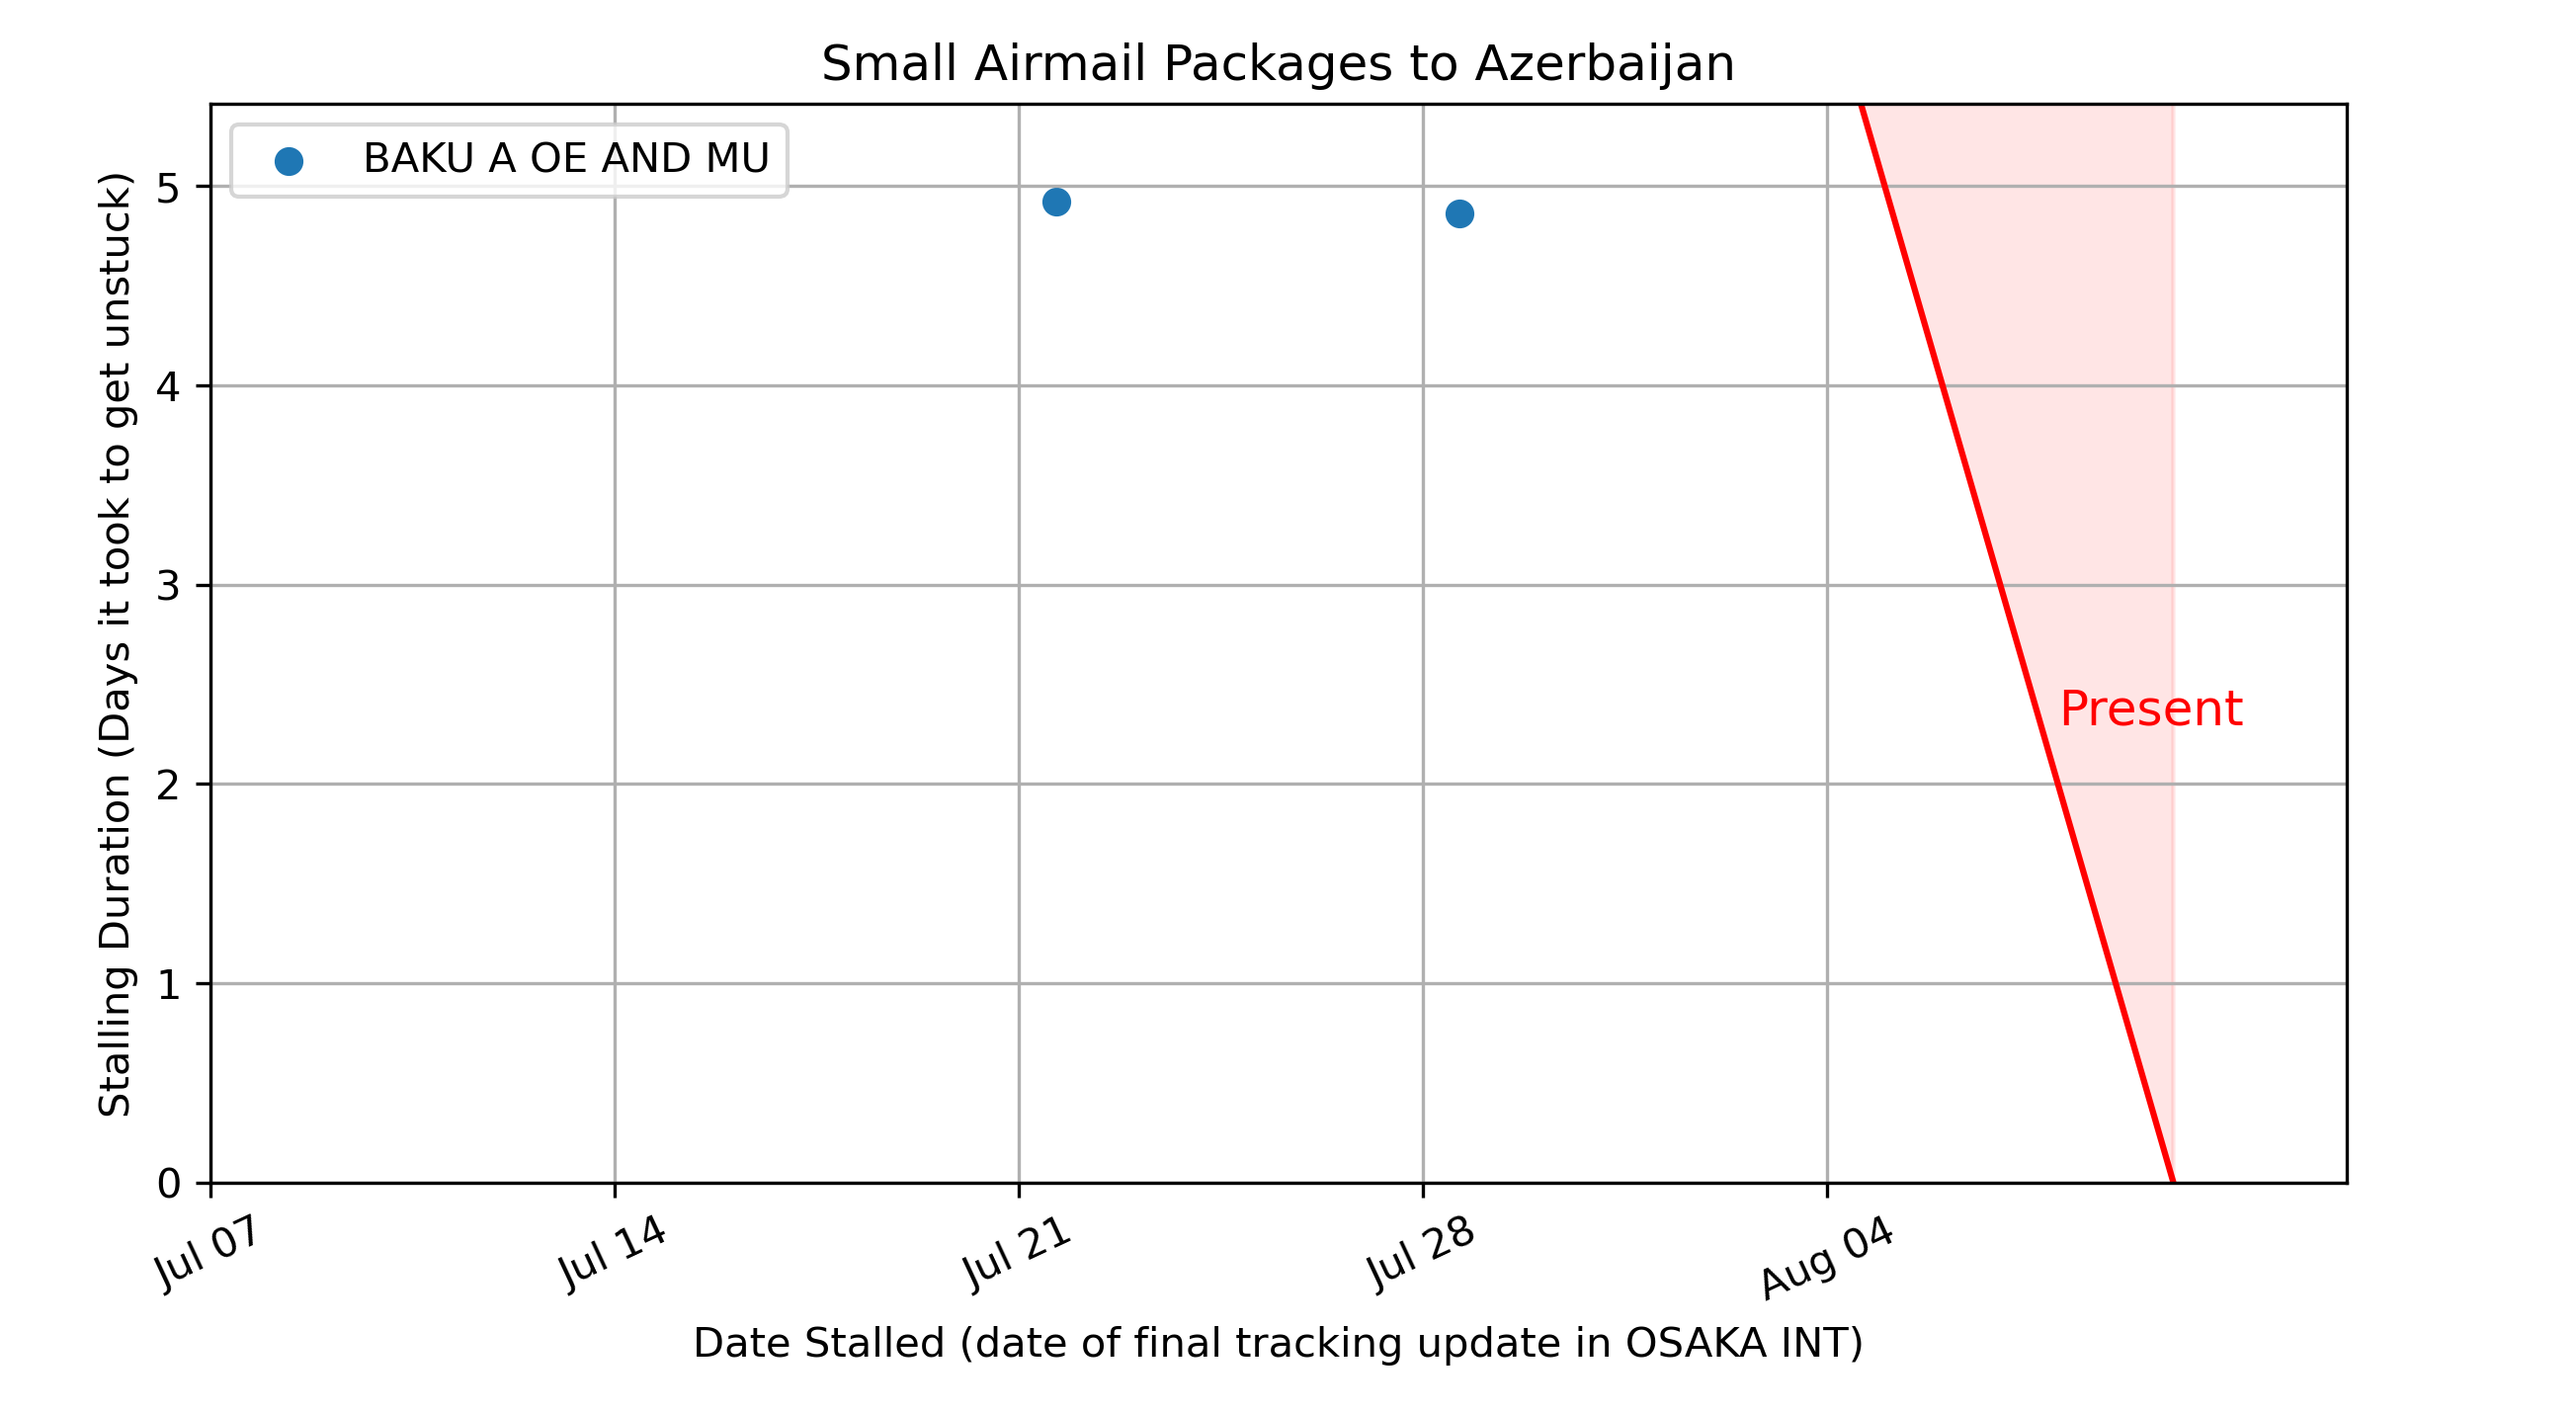 Small Airmail Packages to Azerbaijan
BAKU A OE AND MU
Stalling Duration (Days it took to get unstuck)
5
4
3
2
1
0
Present
Jul 07
Jul 14
Jul 21
Jul 28
Aug 04
Date Stalled (date of final tracking update in OSAKA INT)